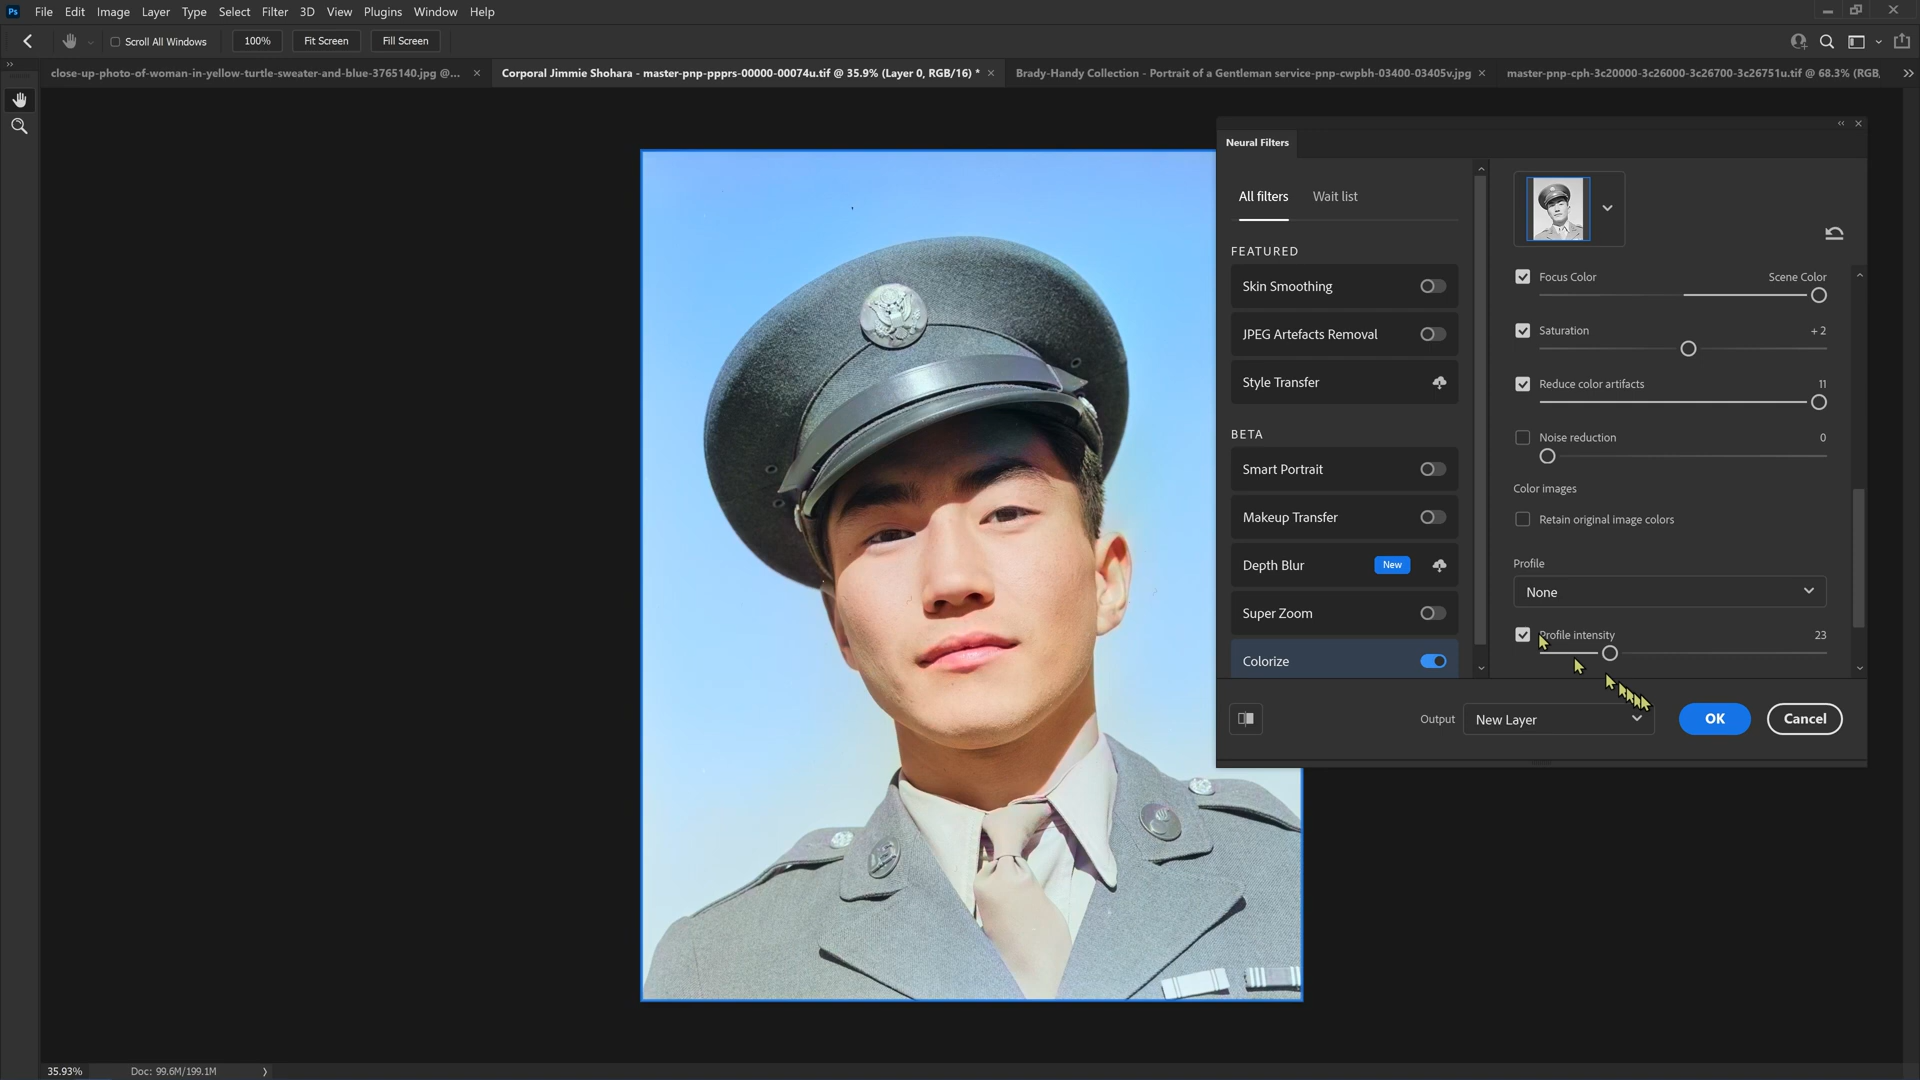 Ps File Edit Image Layer Type Select Filter 3D View Plugins Window Help
Scroll All Windows 100% Fit Screen Fill Screen
close-up-photo-of-woman-in-yellow-turtle-sweater-and-blue-3765140.jpg @... × Corporal Jimmie Shohara - master-pnp-ppprs-00000-00074u.tif @ 35.9% (Layer 0, RGB/16) * × Brady-Handy Collection - Portrait of a Gentleman service-pnp-cwpbh-03400-03405v.jpg × master-pnp-cph-3c20000-3c26000-3c26700-3c26751u.tif @ 68.3% (RGB,
Neural Filters
All filters Wait list
FEATURED
Skin Smoothing
JPEG Artefacts Removal
Style Transfer
BETA
Smart Portrait
Makeup Transfer
Depth Blur New
Super Zoom
Colorize
Focus Color Scene Color
Saturation +2
Reduce color artifacts 11
Noise reduction 0
Color images
Retain original image colors
Profile
None
Profile intensity 23
Output New Layer OK Cancel
US
35.93% Doc: 99.6M/199.1M